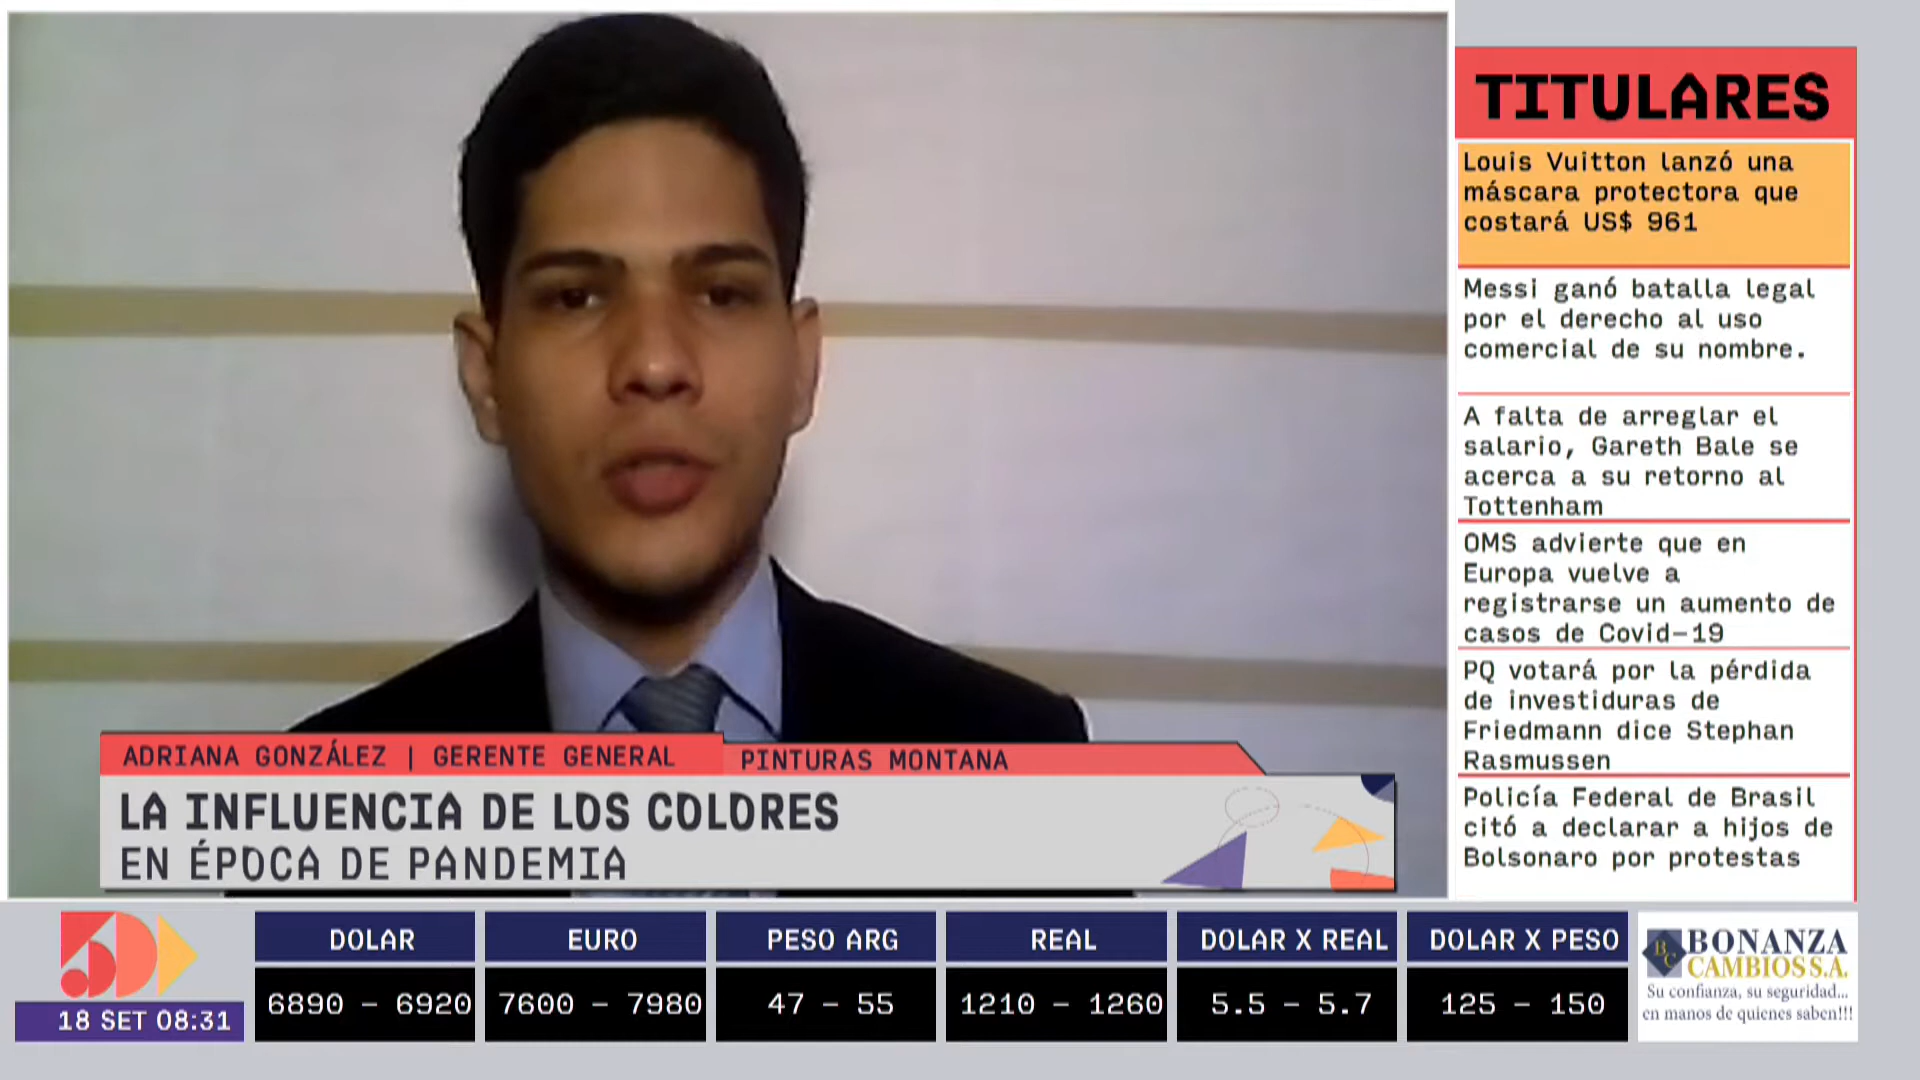 TITULARES
Louis Vuitton lanzó una
máscara protectora que
costará US$ 961
Messi ganó batalla legal
por el derecho al uso
comercial de su nombre.
A falta de arreglar el
salario, Gareth Bale se
acerca a su retorno al
Tottenham
OMS advierte que en
Europa vuelve a
registrarse un aumento de
casos de Covid-19
PQ votará por la pérdida
de investiduras de
Friedmann dice Stephan
Rasmussen
Policía Federal de Brasil
citó a declarar a hijos de
Bolsonaro por protestas
ADRIANA GONZÁLEZ | GERENTE GENERAL
PINTURAS MONTANA
LA INFLUENCIA DE LOS COLORES
EN ÉPOCA DE PANDEMIA
5D
18 SET 08:31
DOLAR
6890 - 6920
EURO
7600 - 7980
PESO ARG
47 - 55
REAL
1210 - 1260
DOLAR X REAL
5.5 - 5.7
DOLAR X PESO
125 - 150
BC
BONANZA
CAMBIOS S.A.
Su confianza, su seguridad...
en manos de quienes saben!!!